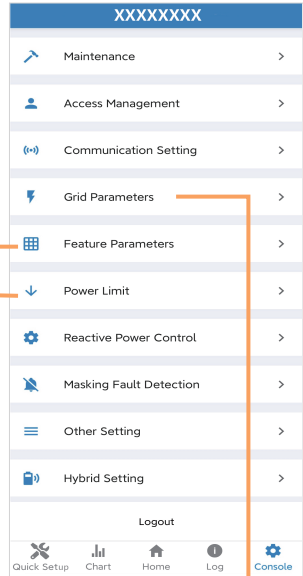 XXXXXXXX
Maintenance
Access Management
Communication Setting
Grid Parameters
Feature Parameters
Power Limit
Reactive Power Control
Masking Fault Detection
Other Setting
Hybrid Setting
Logout
Quick Setup Chart Home Log Console